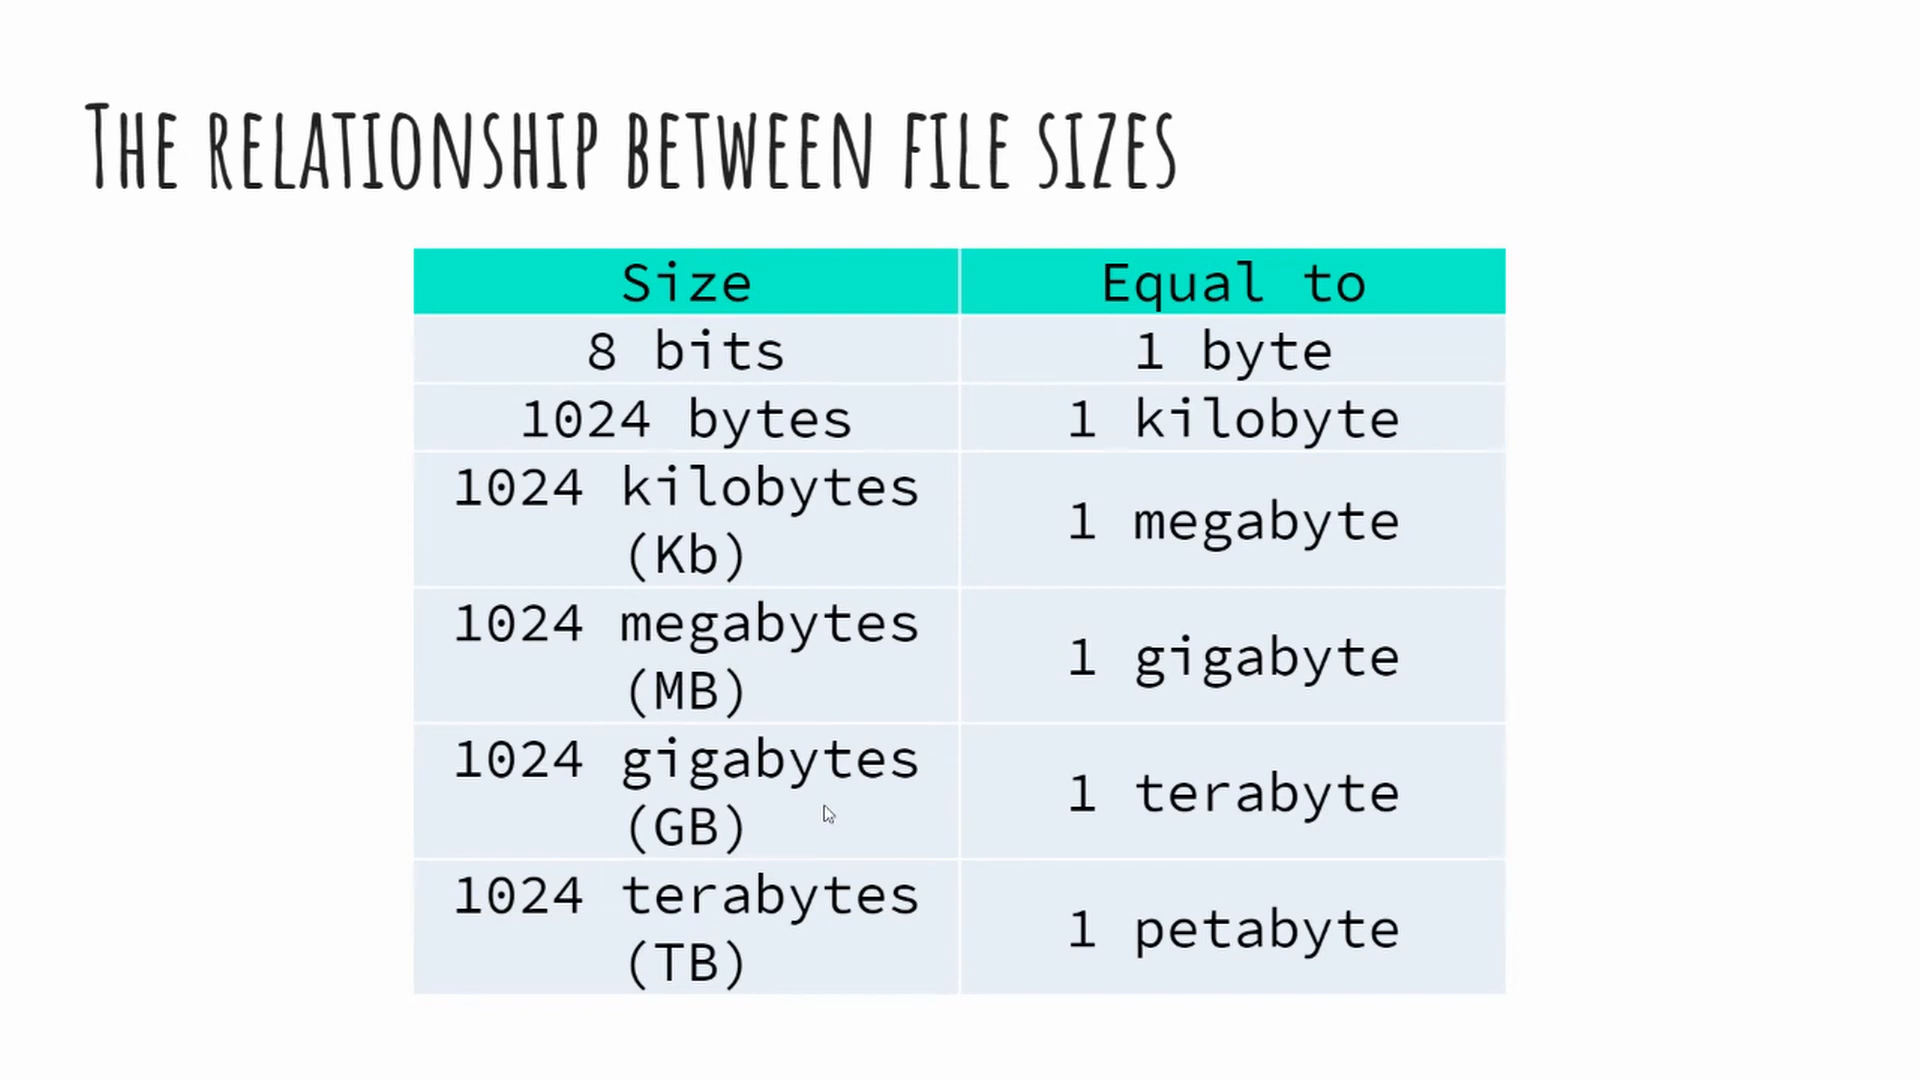 The relationship between file sizes
Size Equal to
8 bits 1 byte
1024 bytes 1 kilobyte
1024 kilobytes
(Kb)
1 megabyte
1024 megabytes
(MB)
1 gigabyte
1024 gigabytes
(GB)
1 terabyte
1024 terabytes
(TB)
1 petabyte